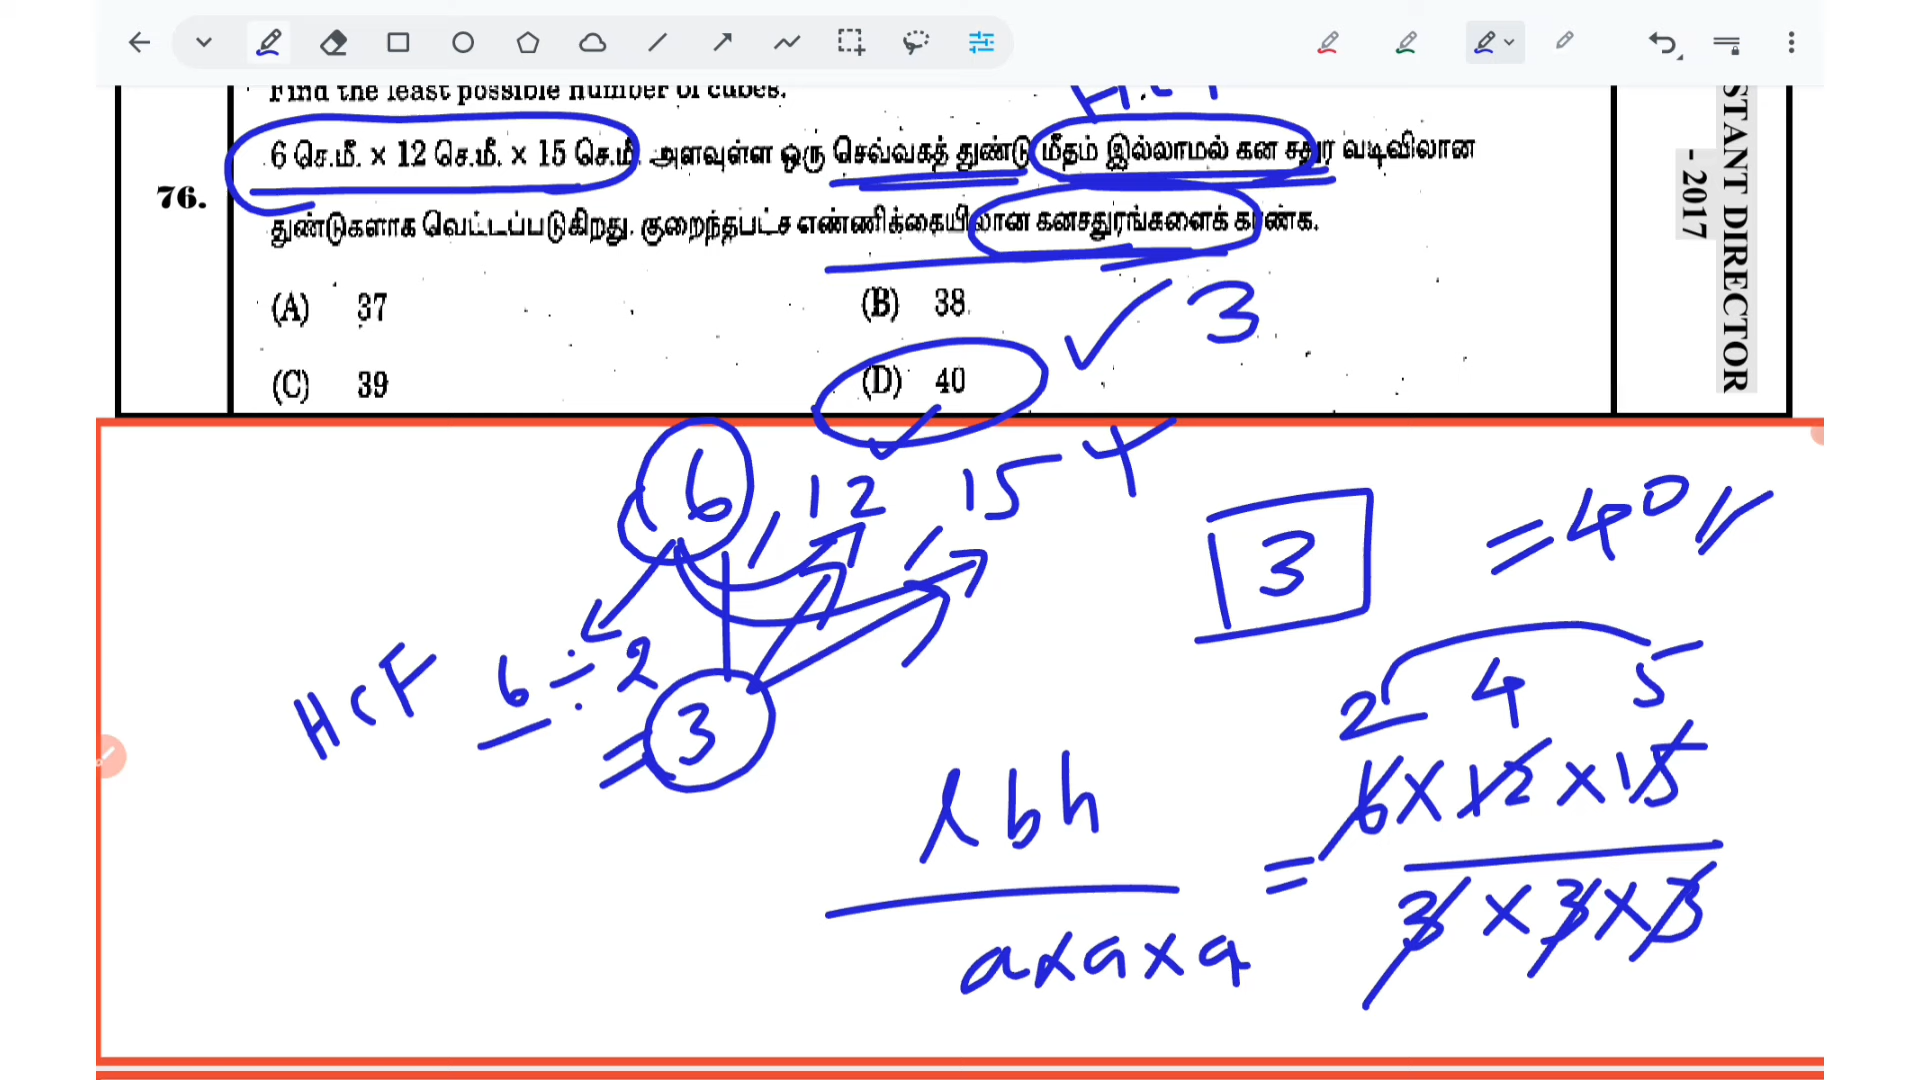 Find the least possible number of cubes.
H.C.F
6 செ.மீ. × 12 செ.மீ. × 15 செ.மீ. அளவுள்ள ஒரு செவ்வகத் துண்டு மீதம் இல்லாமல் கன சதுர வடிவிலான
76.
துண்டுகளாக வெட்டப்படுகிறது. குறைந்தபட்ச எண்ணிக்கையிலான கனசதுரங்களைக் காண்க.
(A) 37 (B) 38
3
(C) 39 (D) 40
STANT DIRECTOR
- 2017
6, 12, 15 4
3 = 40
HCF 6 ÷ 2
= 3
2 4 5
l b h
= 6 × 12 × 15
a × a × a
3 × 3 × 3